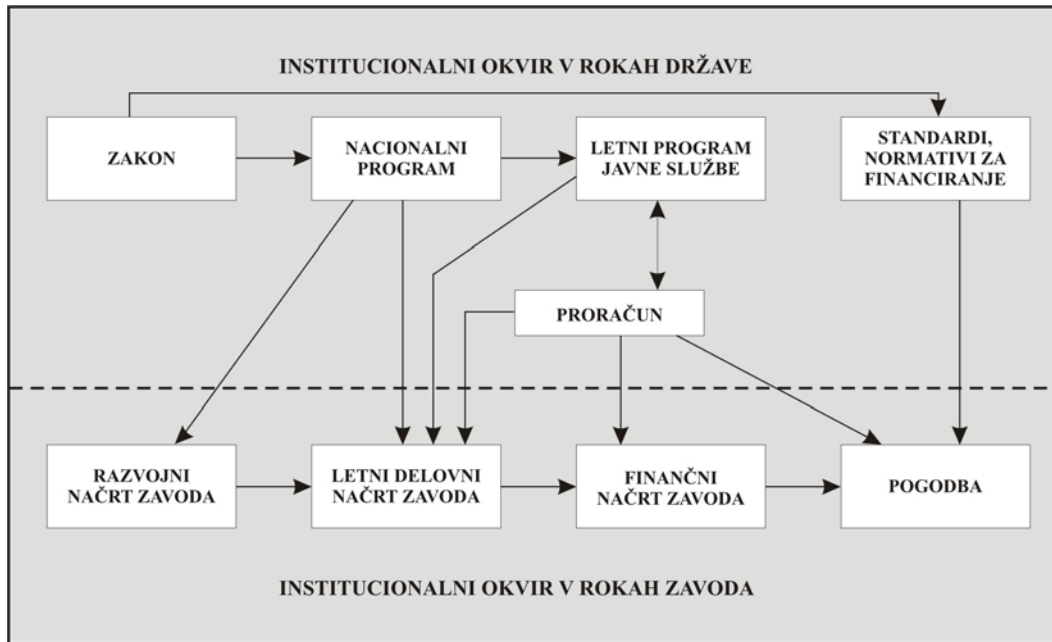 INSTITUCIONALNI OKVIR V ROKAH DRŽAVE
ZAKON
NACIONALNI
PROGRAM
LETNI PROGRAM
JAVNE SLUŽBE
STANDARDI,
NORMATIVI ZA
FINANCIRANJE
PRORAČUN
RAZVOJNI
NAČRT ZAVODA
LETNI DELOVNI
NAČRT ZAVODA
FINANČNI
NAČRT ZAVODA
POGODBA
INSTITUCIONALNI OKVIR V ROKAH ZAVODA